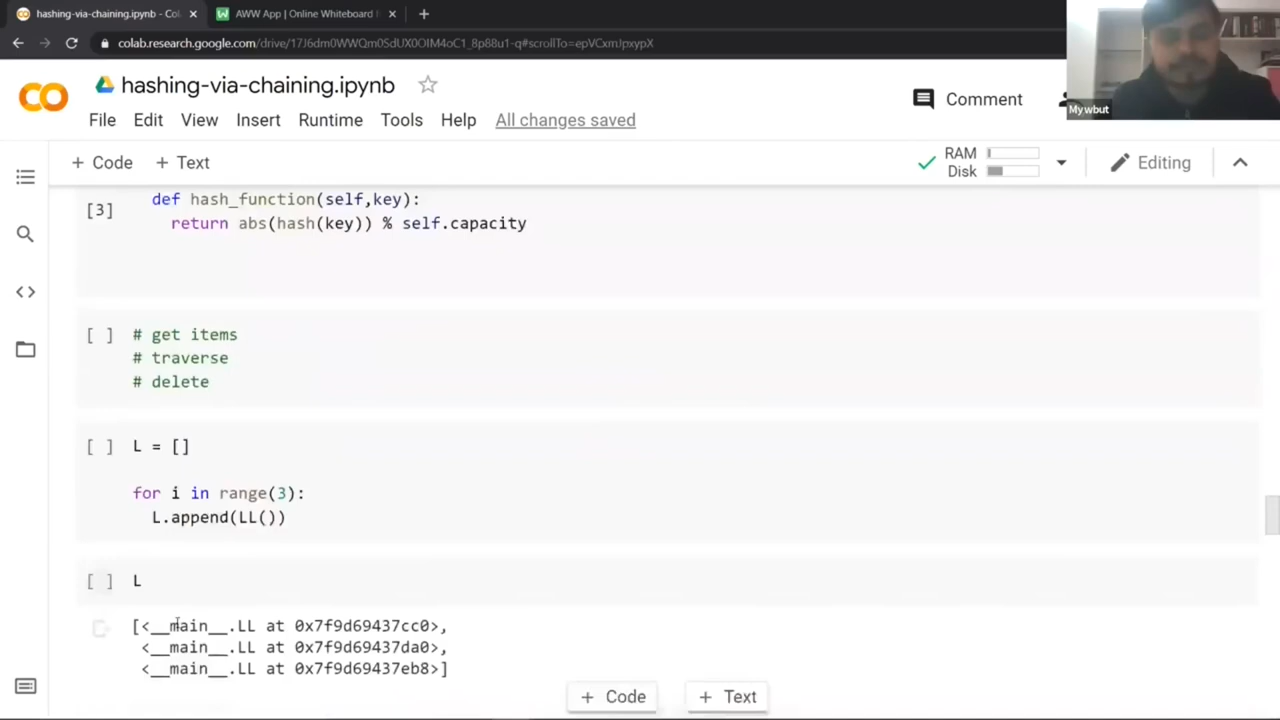 hashing-via-chaining.ipynb - Col
AWW App | Online Whiteboard
colab.research.google.com/drive/17J6dm0WWQm0SdUX0OIM4oC1_8p88u1-q#scrollTo=epVCxmJpxypX
Mywbut
CO
hashing-via-chaining.ipynb
Comment
File Edit View Insert Runtime Tools Help All changes saved
+ Code + Text
RAM
Disk
Editing
[3]
def hash_function(self,key):
return abs(hash(key)) % self.capacity
[ ] # get items
# traverse
# delete
[ ] L = []
for i in range(3):
L.append(LL())
[ ] L
[<__main__.LL at 0x7f9d69437cc0>,
<__main__.LL at 0x7f9d69437da0>,
<__main__.LL at 0x7f9d69437eb8>]
+ Code + Text